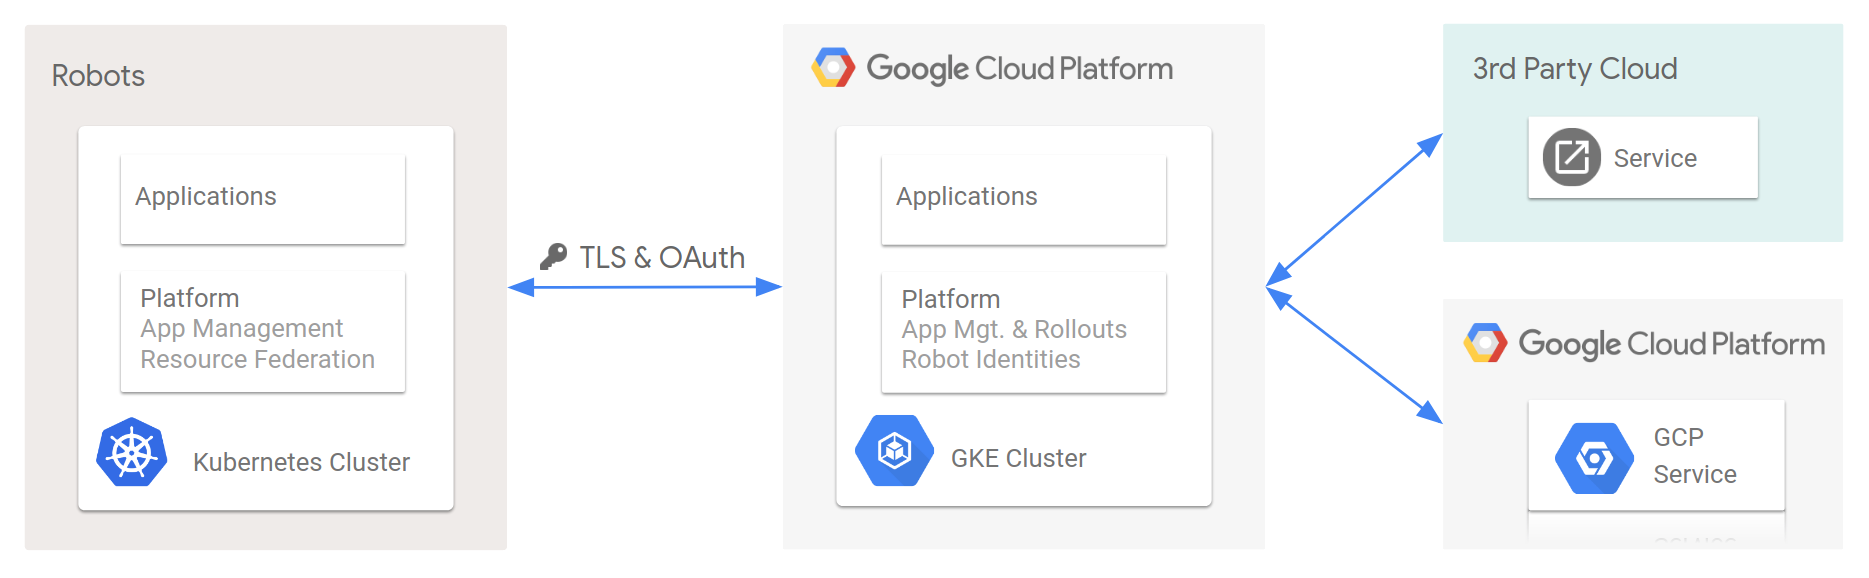 Robots
Applications
Platform
App Management
Resource Federation
Kubernetes Cluster
TLS & OAuth
Google Cloud Platform
Applications
Platform
App Mgt. & Rollouts
Robot Identities
GKE Cluster
3rd Party Cloud
Service
Google Cloud Platform
GCP
Service